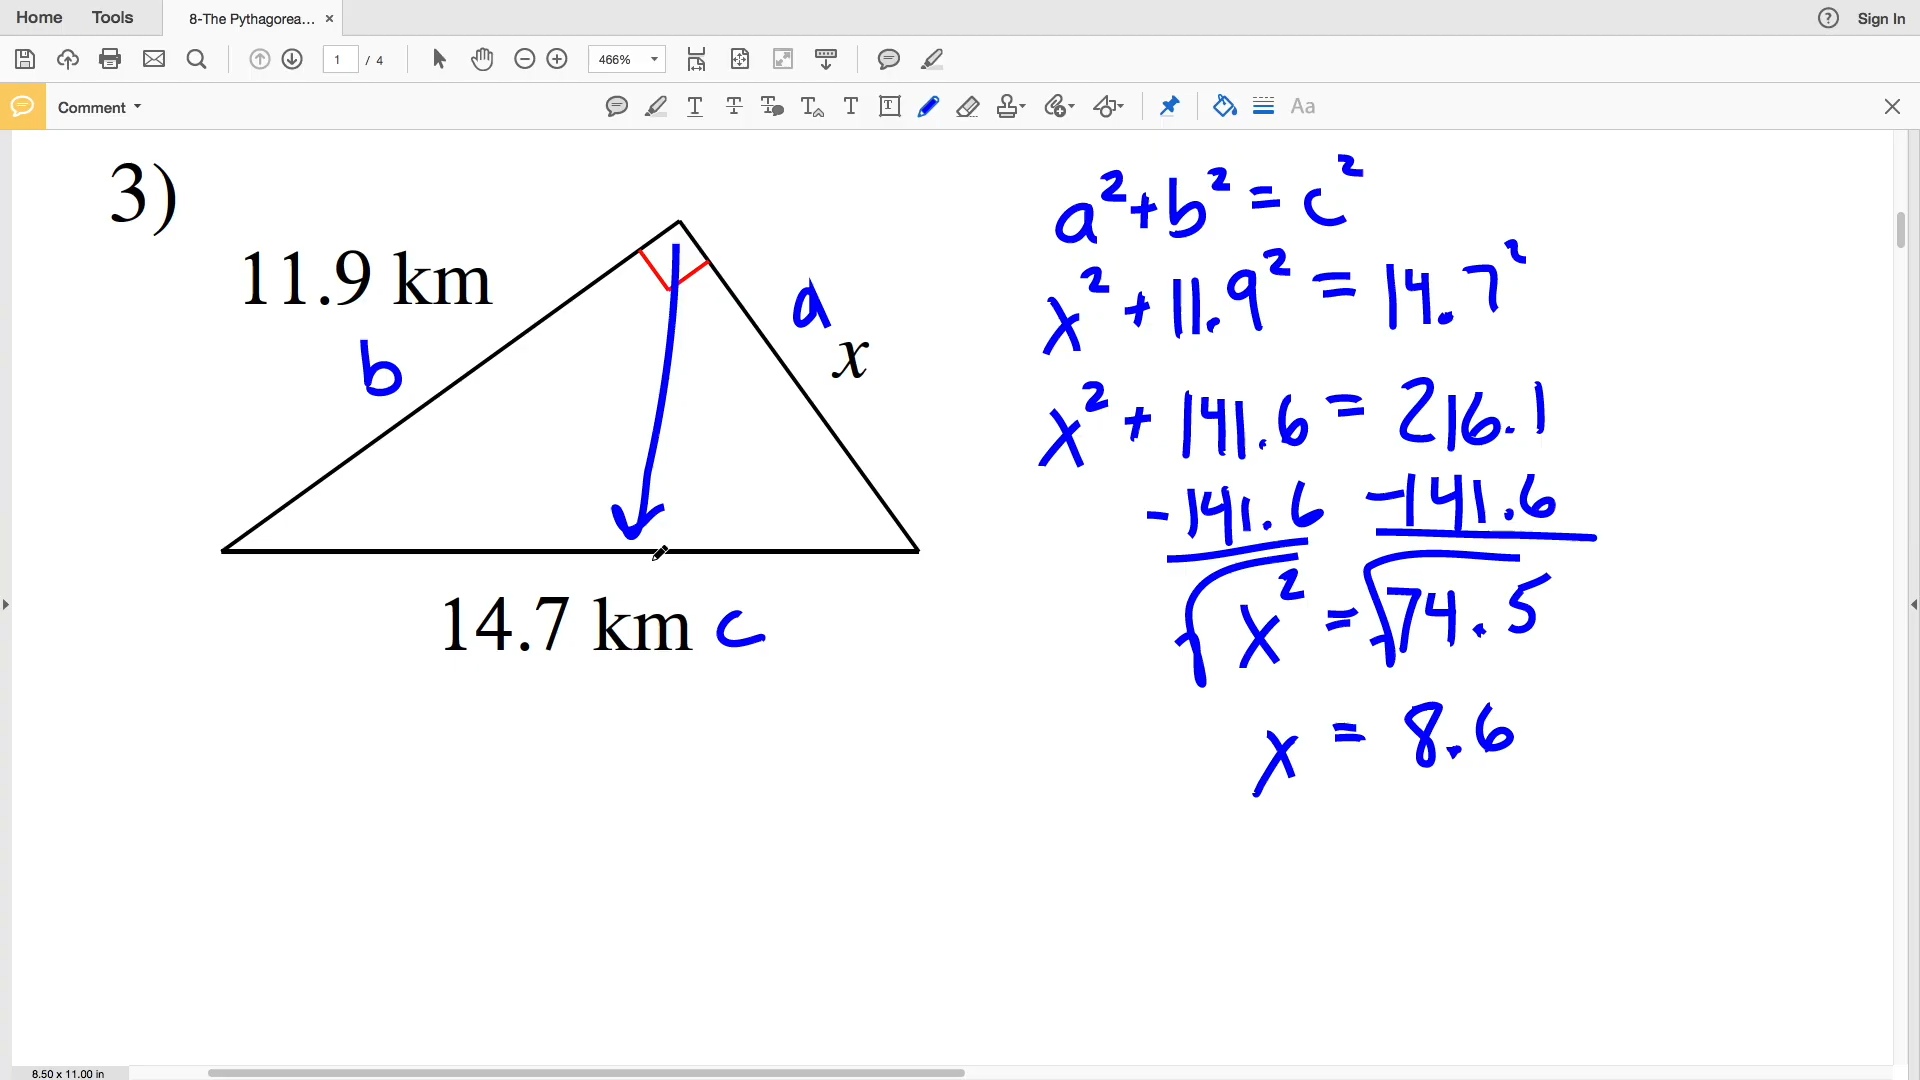 Home Tools 8-The Pythagorea... × ? Sign In
1 / 4 466%
Comment T T T T T T Aa
3)
a² + b² = c²
11.9 km
a
x² + 11.9² = 14.7²
b
x
x² + 141.6 = 216.1
-141.6 -141.6
√x² = √74.5
14.7 km c
x = 8.6
8.50 x 11.00 in